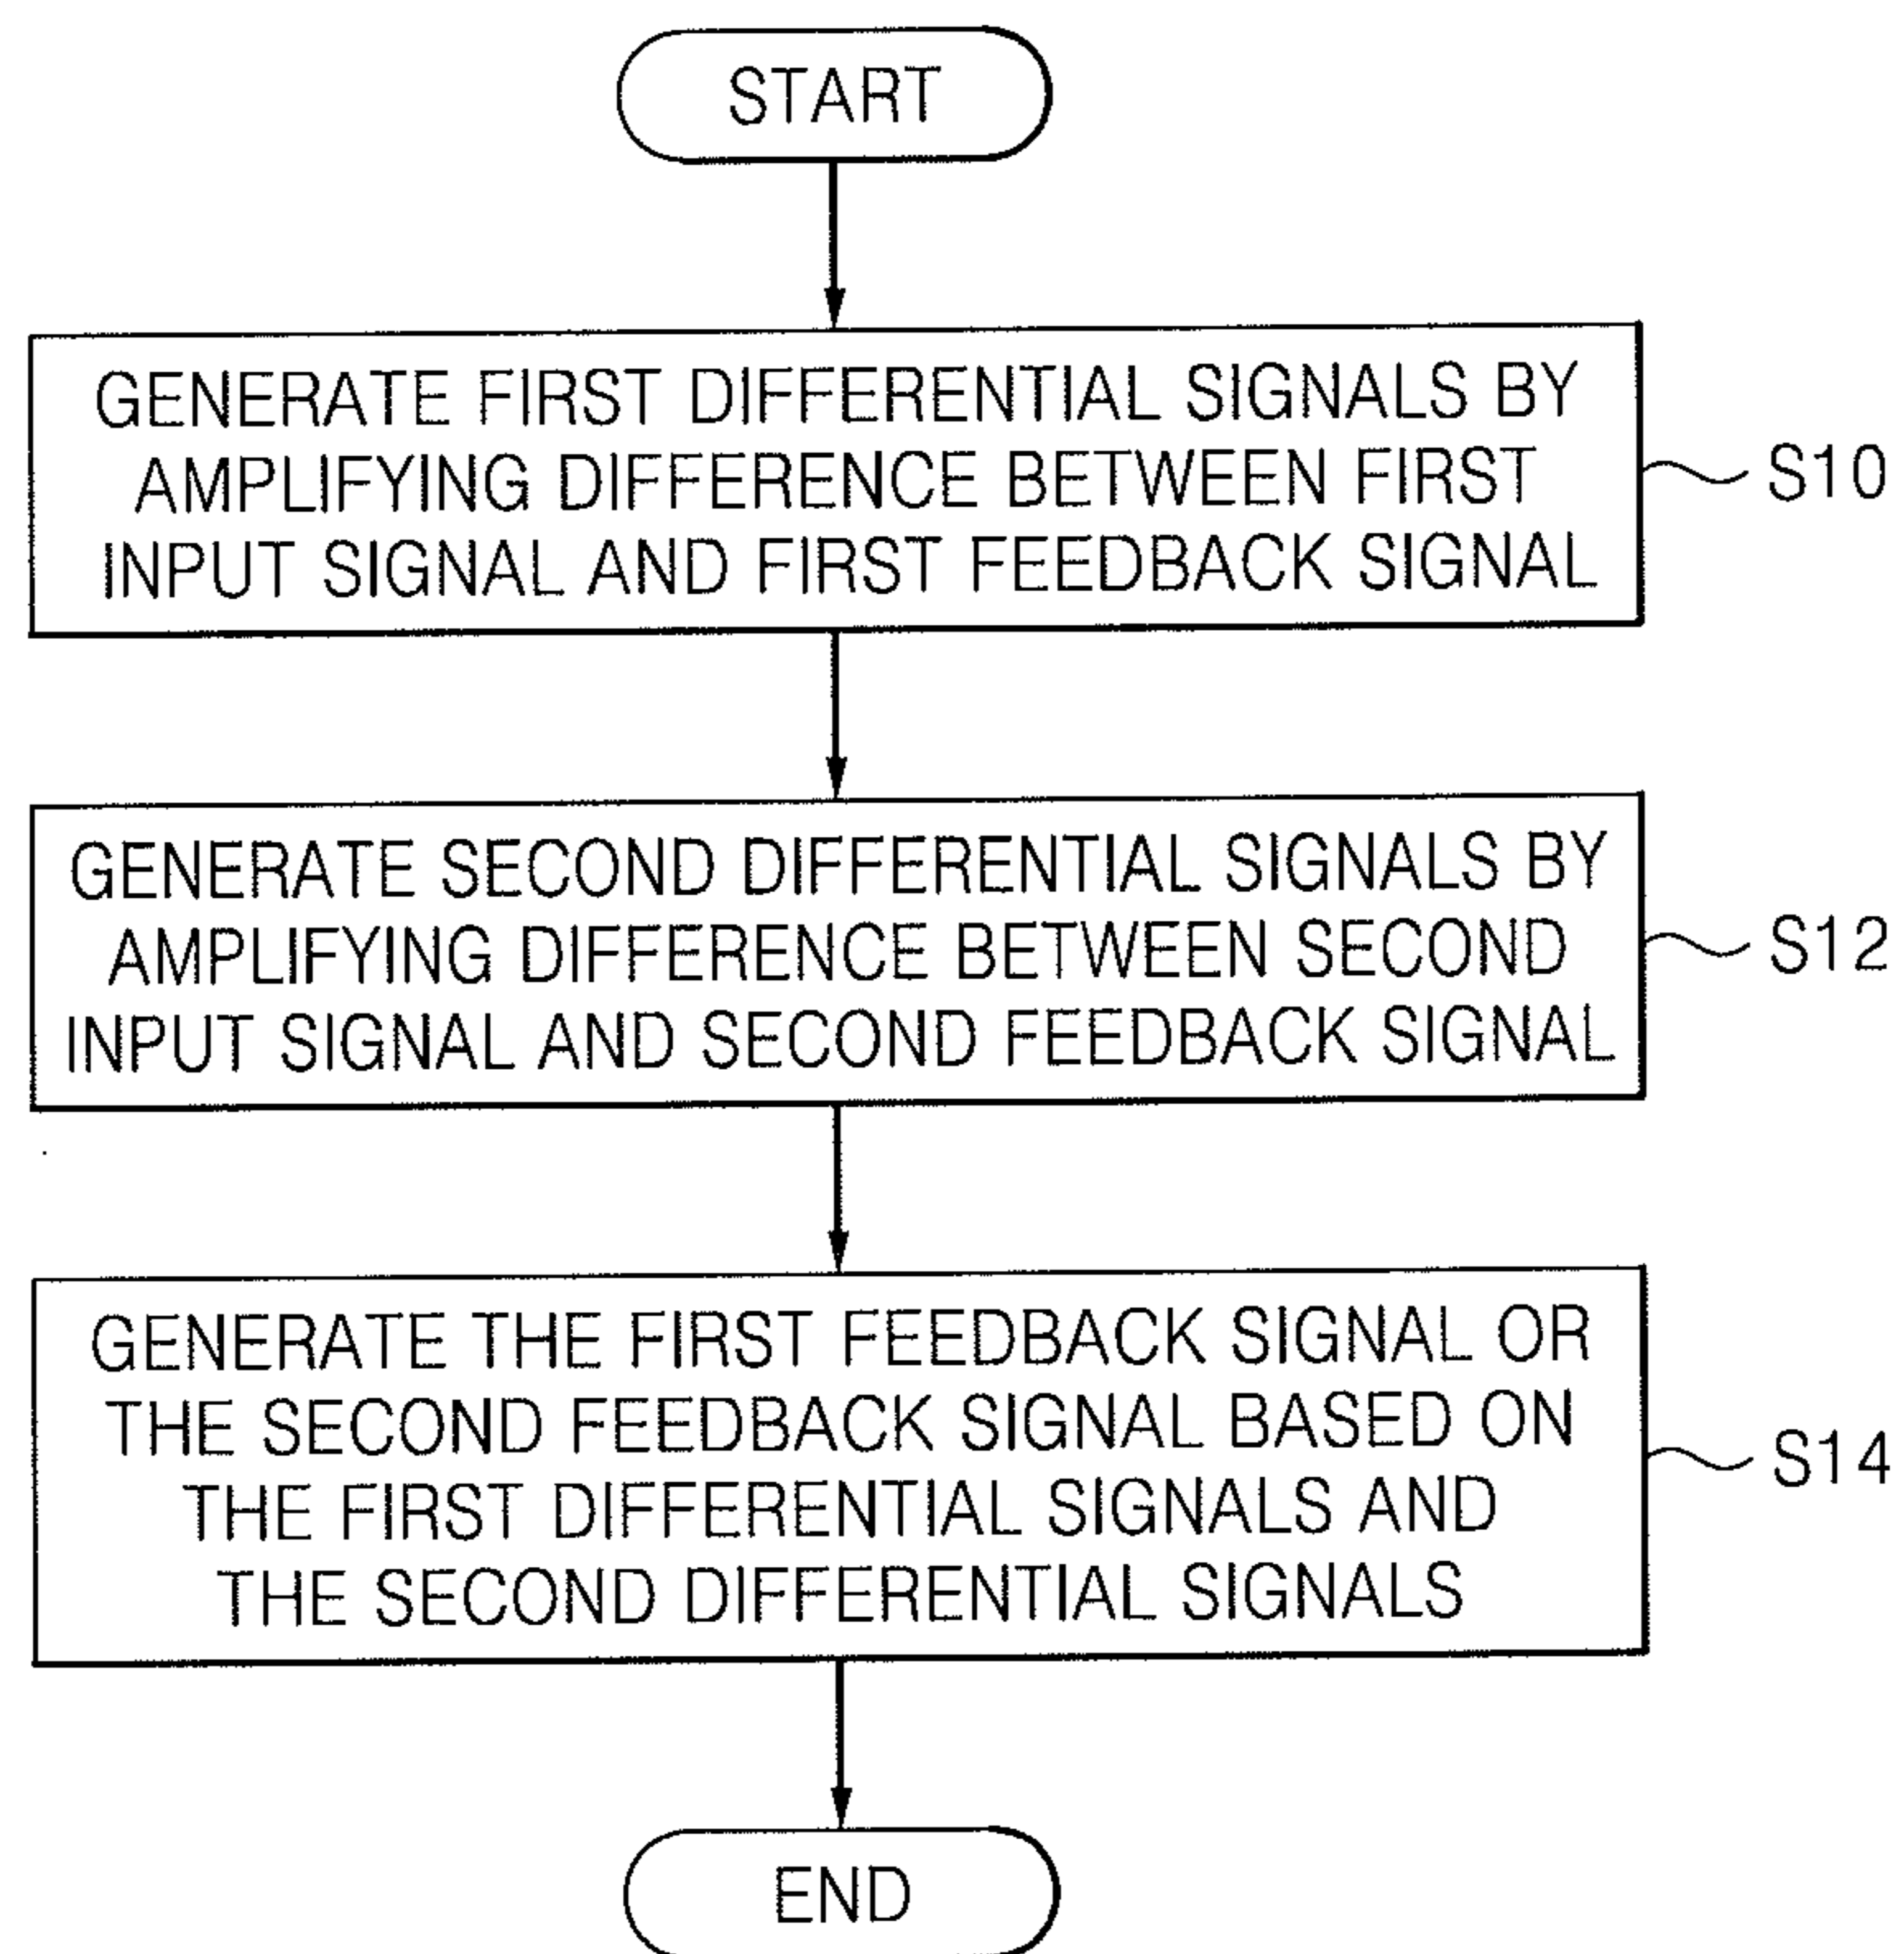 START
GENERATE FIRST DIFFERENTIAL SIGNALS BY
AMPLIFYING DIFFERENCE BETWEEN FIRST
INPUT SIGNAL AND FIRST FEEDBACK SIGNAL
S10
GENERATE SECOND DIFFERENTIAL SIGNALS BY
AMPLIFYING DIFFERENCE BETWEEN SECOND
INPUT SIGNAL AND SECOND FEEDBACK SIGNAL
S12
GENERATE THE FIRST FEEDBACK SIGNAL OR
THE SECOND FEEDBACK SIGNAL BASED ON
THE FIRST DIFFERENTIAL SIGNALS AND
THE SECOND DIFFERENTIAL SIGNALS
S14
END